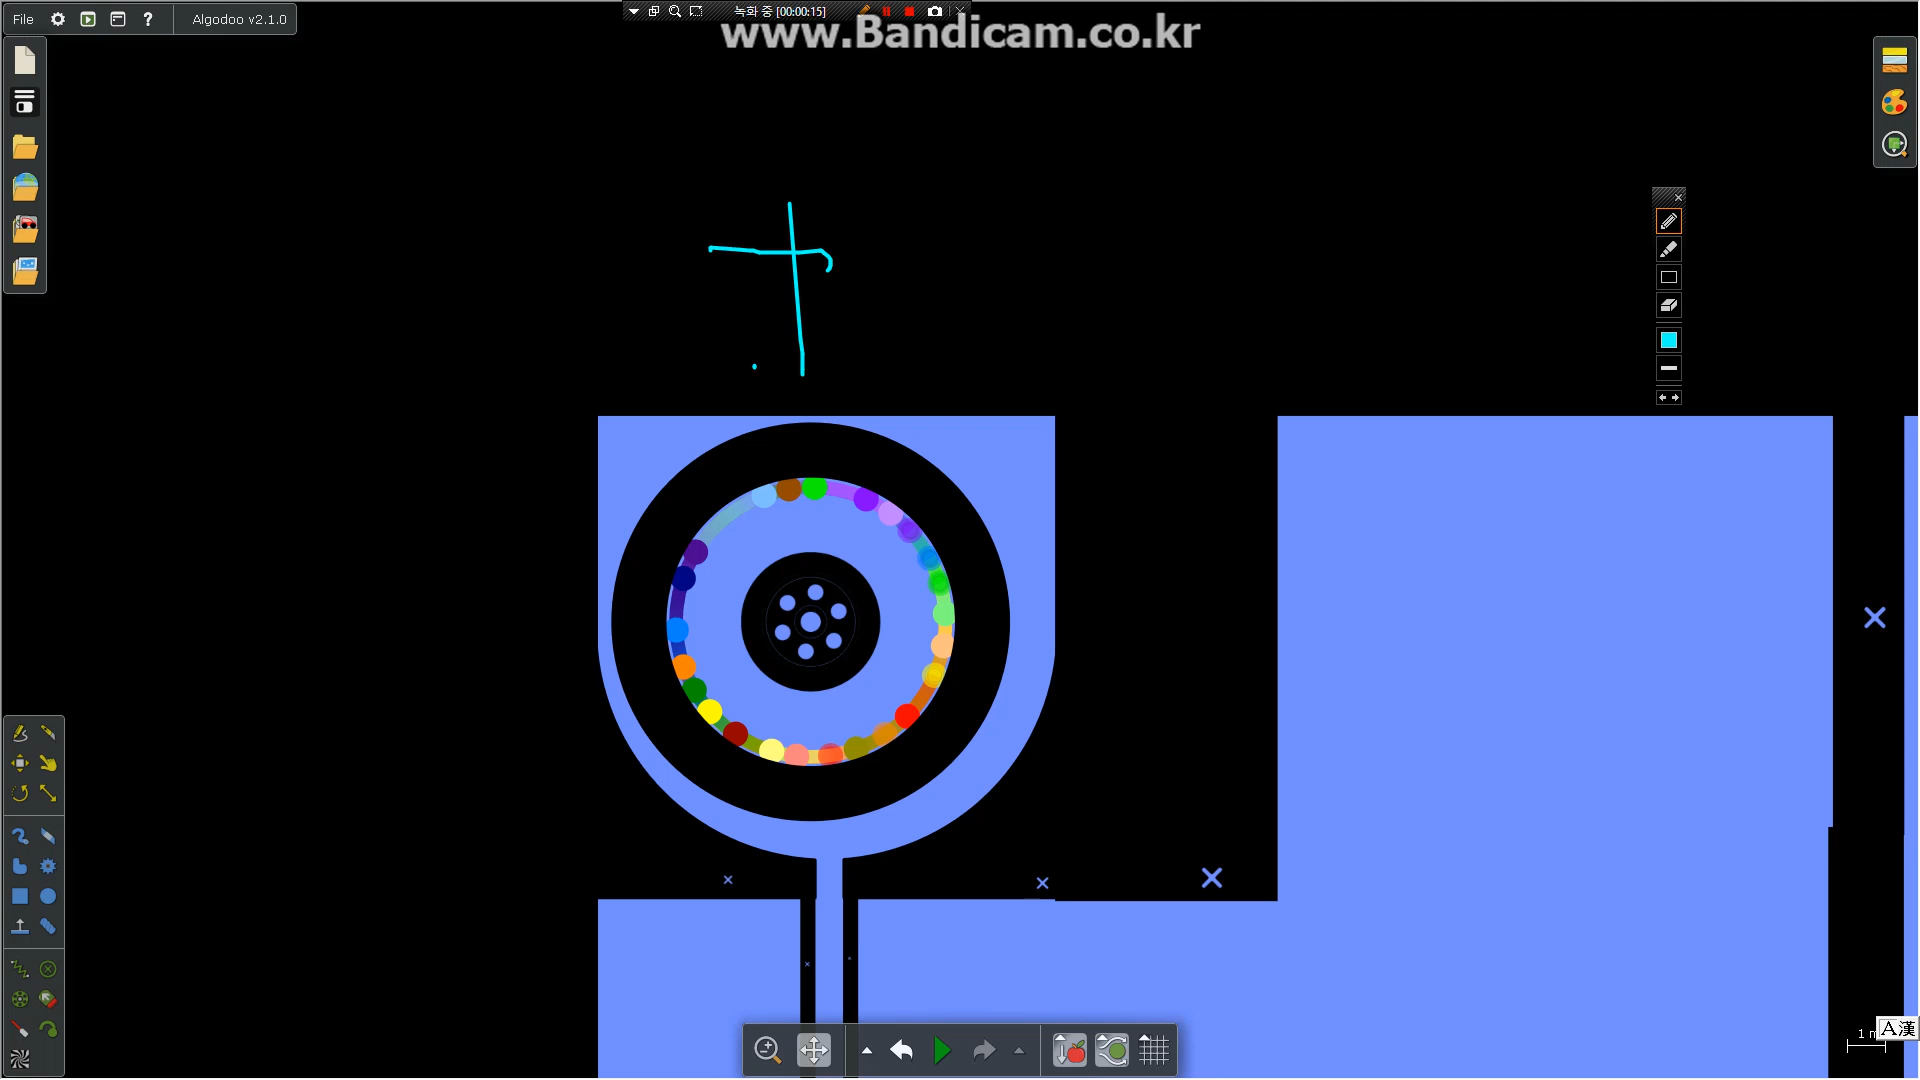 File ? Algodoo v2.1.0
녹화 중 [00:00:15]
www.Bandicam.co.kr
1 m
A漢